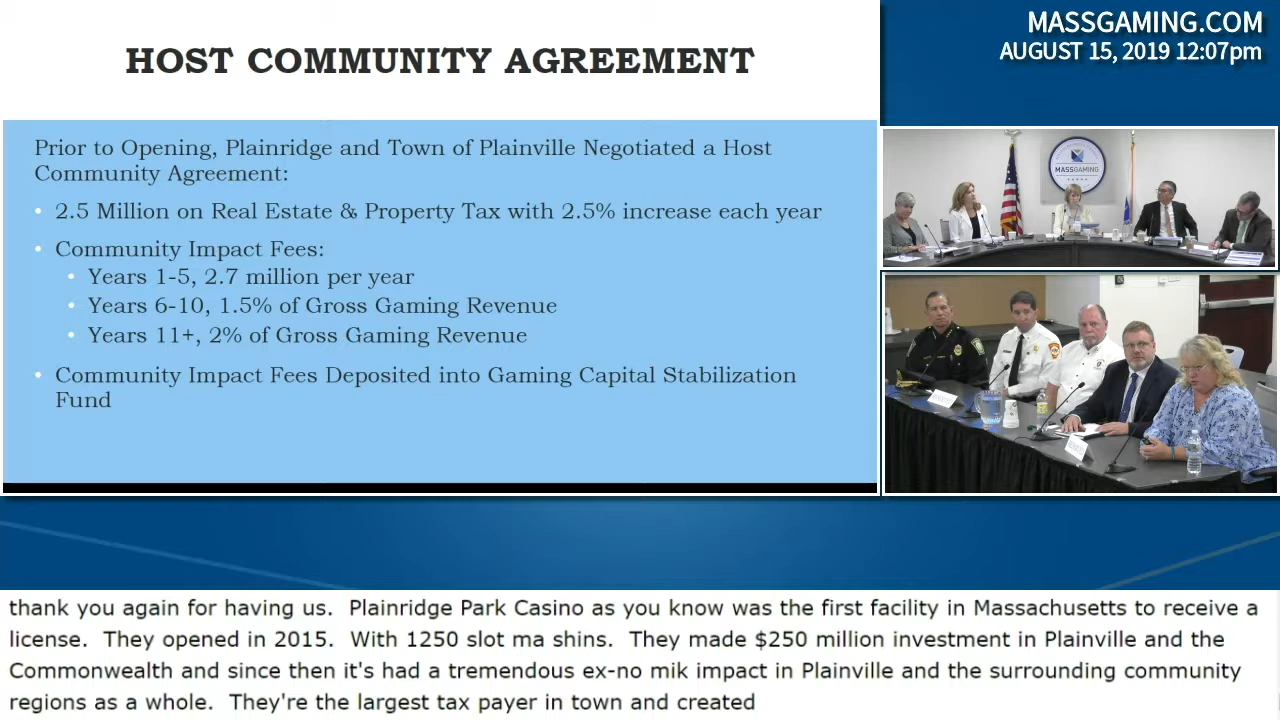 HOST COMMUNITY AGREEMENT
Prior to Opening, Plainridge and Town of Plainville Negotiated a Host
Community Agreement:
• 2.5 Million on Real Estate & Property Tax with 2.5% increase each year
• Community Impact Fees:
• Years 1-5, 2.7 million per year
• Years 6-10, 1.5% of Gross Gaming Revenue
• Years 11+, 2% of Gross Gaming Revenue
• Community Impact Fees Deposited into Gaming Capital Stabilization
Fund
MASSGAMING.COM
AUGUST 15, 2019 12:07pm
MASSGAMING
thank you again for having us.  Plainridge Park Casino as you know was the first facility in Massachusetts to receive a
license.  They opened in 2015.  With 1250 slot ma shins.  They made $250 million investment in Plainville and the
Commonwealth and since then it's had a tremendous ex-no mik impact in Plainville and the surrounding community
regions as a whole.  They're the largest tax payer in town and created